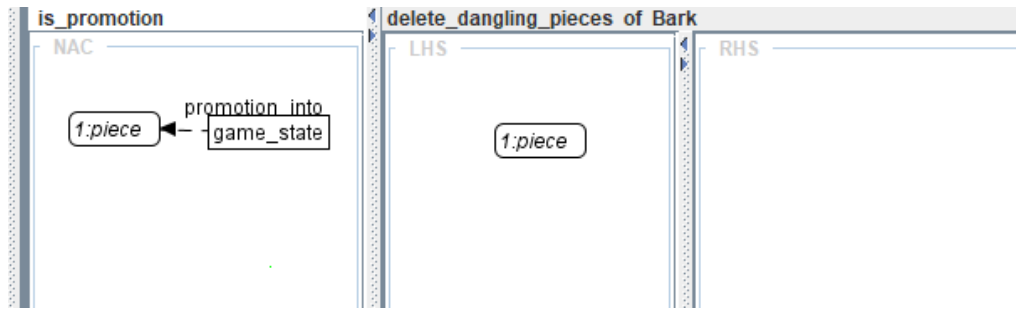 is_promotion
delete_dangling_pieces of Bark
NAC
LHS
RHS
promotion_into
1:piece
game_state
1:piece